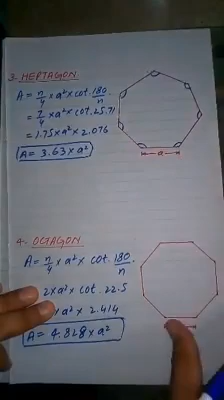 3. HEPTAGON
A = n/4 × a² × cot 180/n.
= 7/4 × a² × cot 25.71
= 1.75 × a² × 2.076
A = 3.63 × a²
a
4. OCTAGON
A = n/4 × a² × cot 180/n.
2 × a² × cot 22.5
× a² × 2.414
A = 4.828 × a²